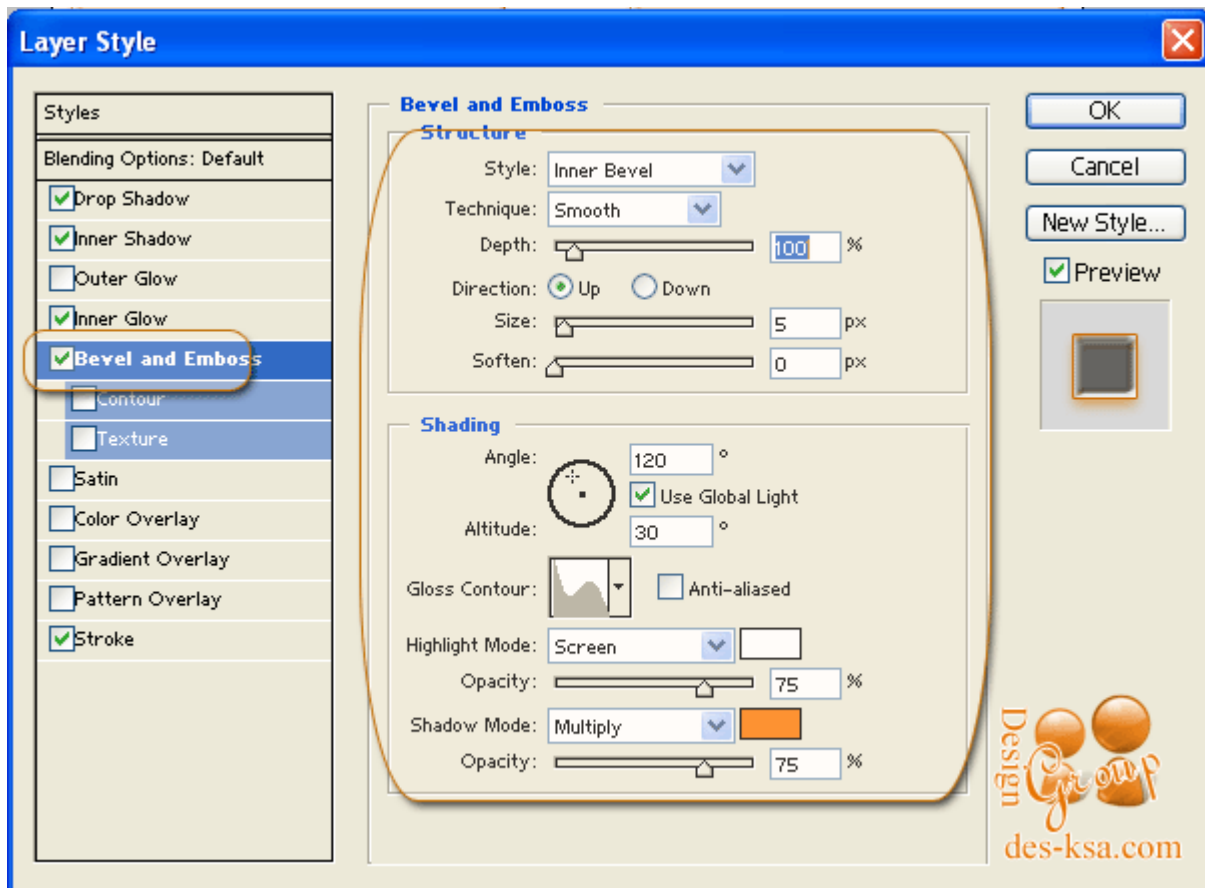 Layer Style
Styles
Blending Options: Default
Drop Shadow
Inner Shadow
Outer Glow
Inner Glow
Bevel and Emboss
Contour
Texture
Satin
Color Overlay
Gradient Overlay
Pattern Overlay
Stroke
Bevel and Emboss
Structure
Style: Inner Bevel
Technique: Smooth
Depth: 100 %
Direction: Up Down
Size: 5 px
Soften: 0 px
Shading
Angle: 120 °
Use Global Light
Altitude: 30 °
Gloss Contour: Anti-aliased
Highlight Mode: Screen
Opacity: 75 %
Shadow Mode: Multiply
Opacity: 75 %
OK
Cancel
New Style...
Preview
Design
Group
des-ksa.com